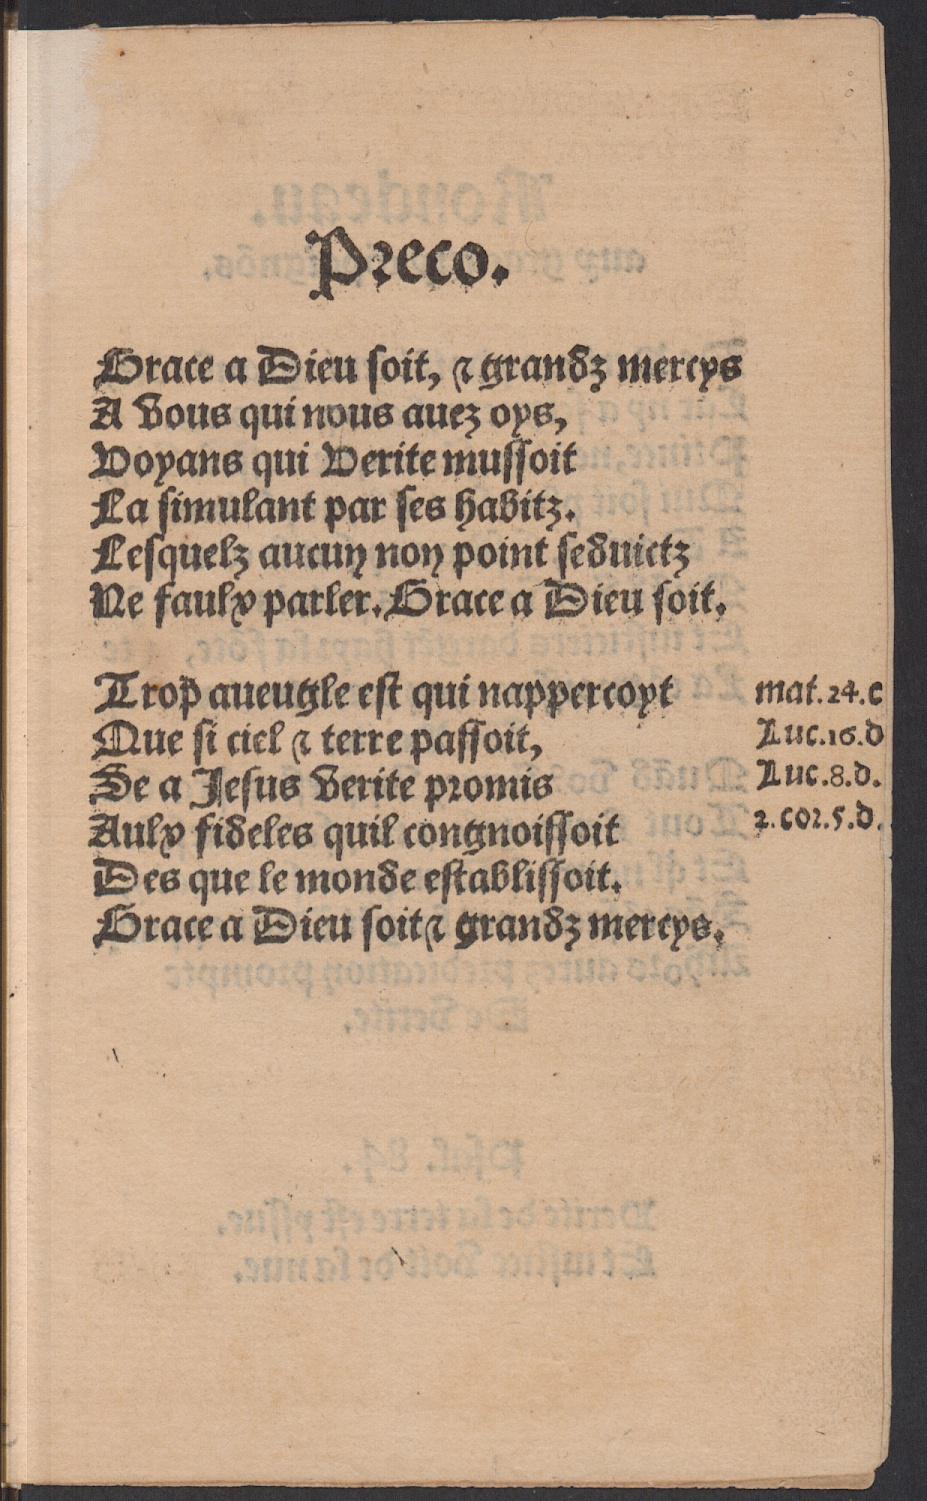 Preco.
Grace a Dieu soit, ⁊ grandz mercys
A vous qui nous auez oys,
Voyans qui Verite mussoit
La simulant par ses habitz.
Lesquelz aucun non point seduictz
Ne faulx parler. Grace a Dieu soit.
Trop aueugle est qui nappercoyt mat.24.c
Que si ciel ⁊ terre passoit, Luc.16.d
De a Jesus verite promis Luc.8.d.
Aulx fideles quil congnoissoit 2.cor.5.d.
Des que le monde establissoit.
Grace a Dieu soit ⁊ grandz mercys.